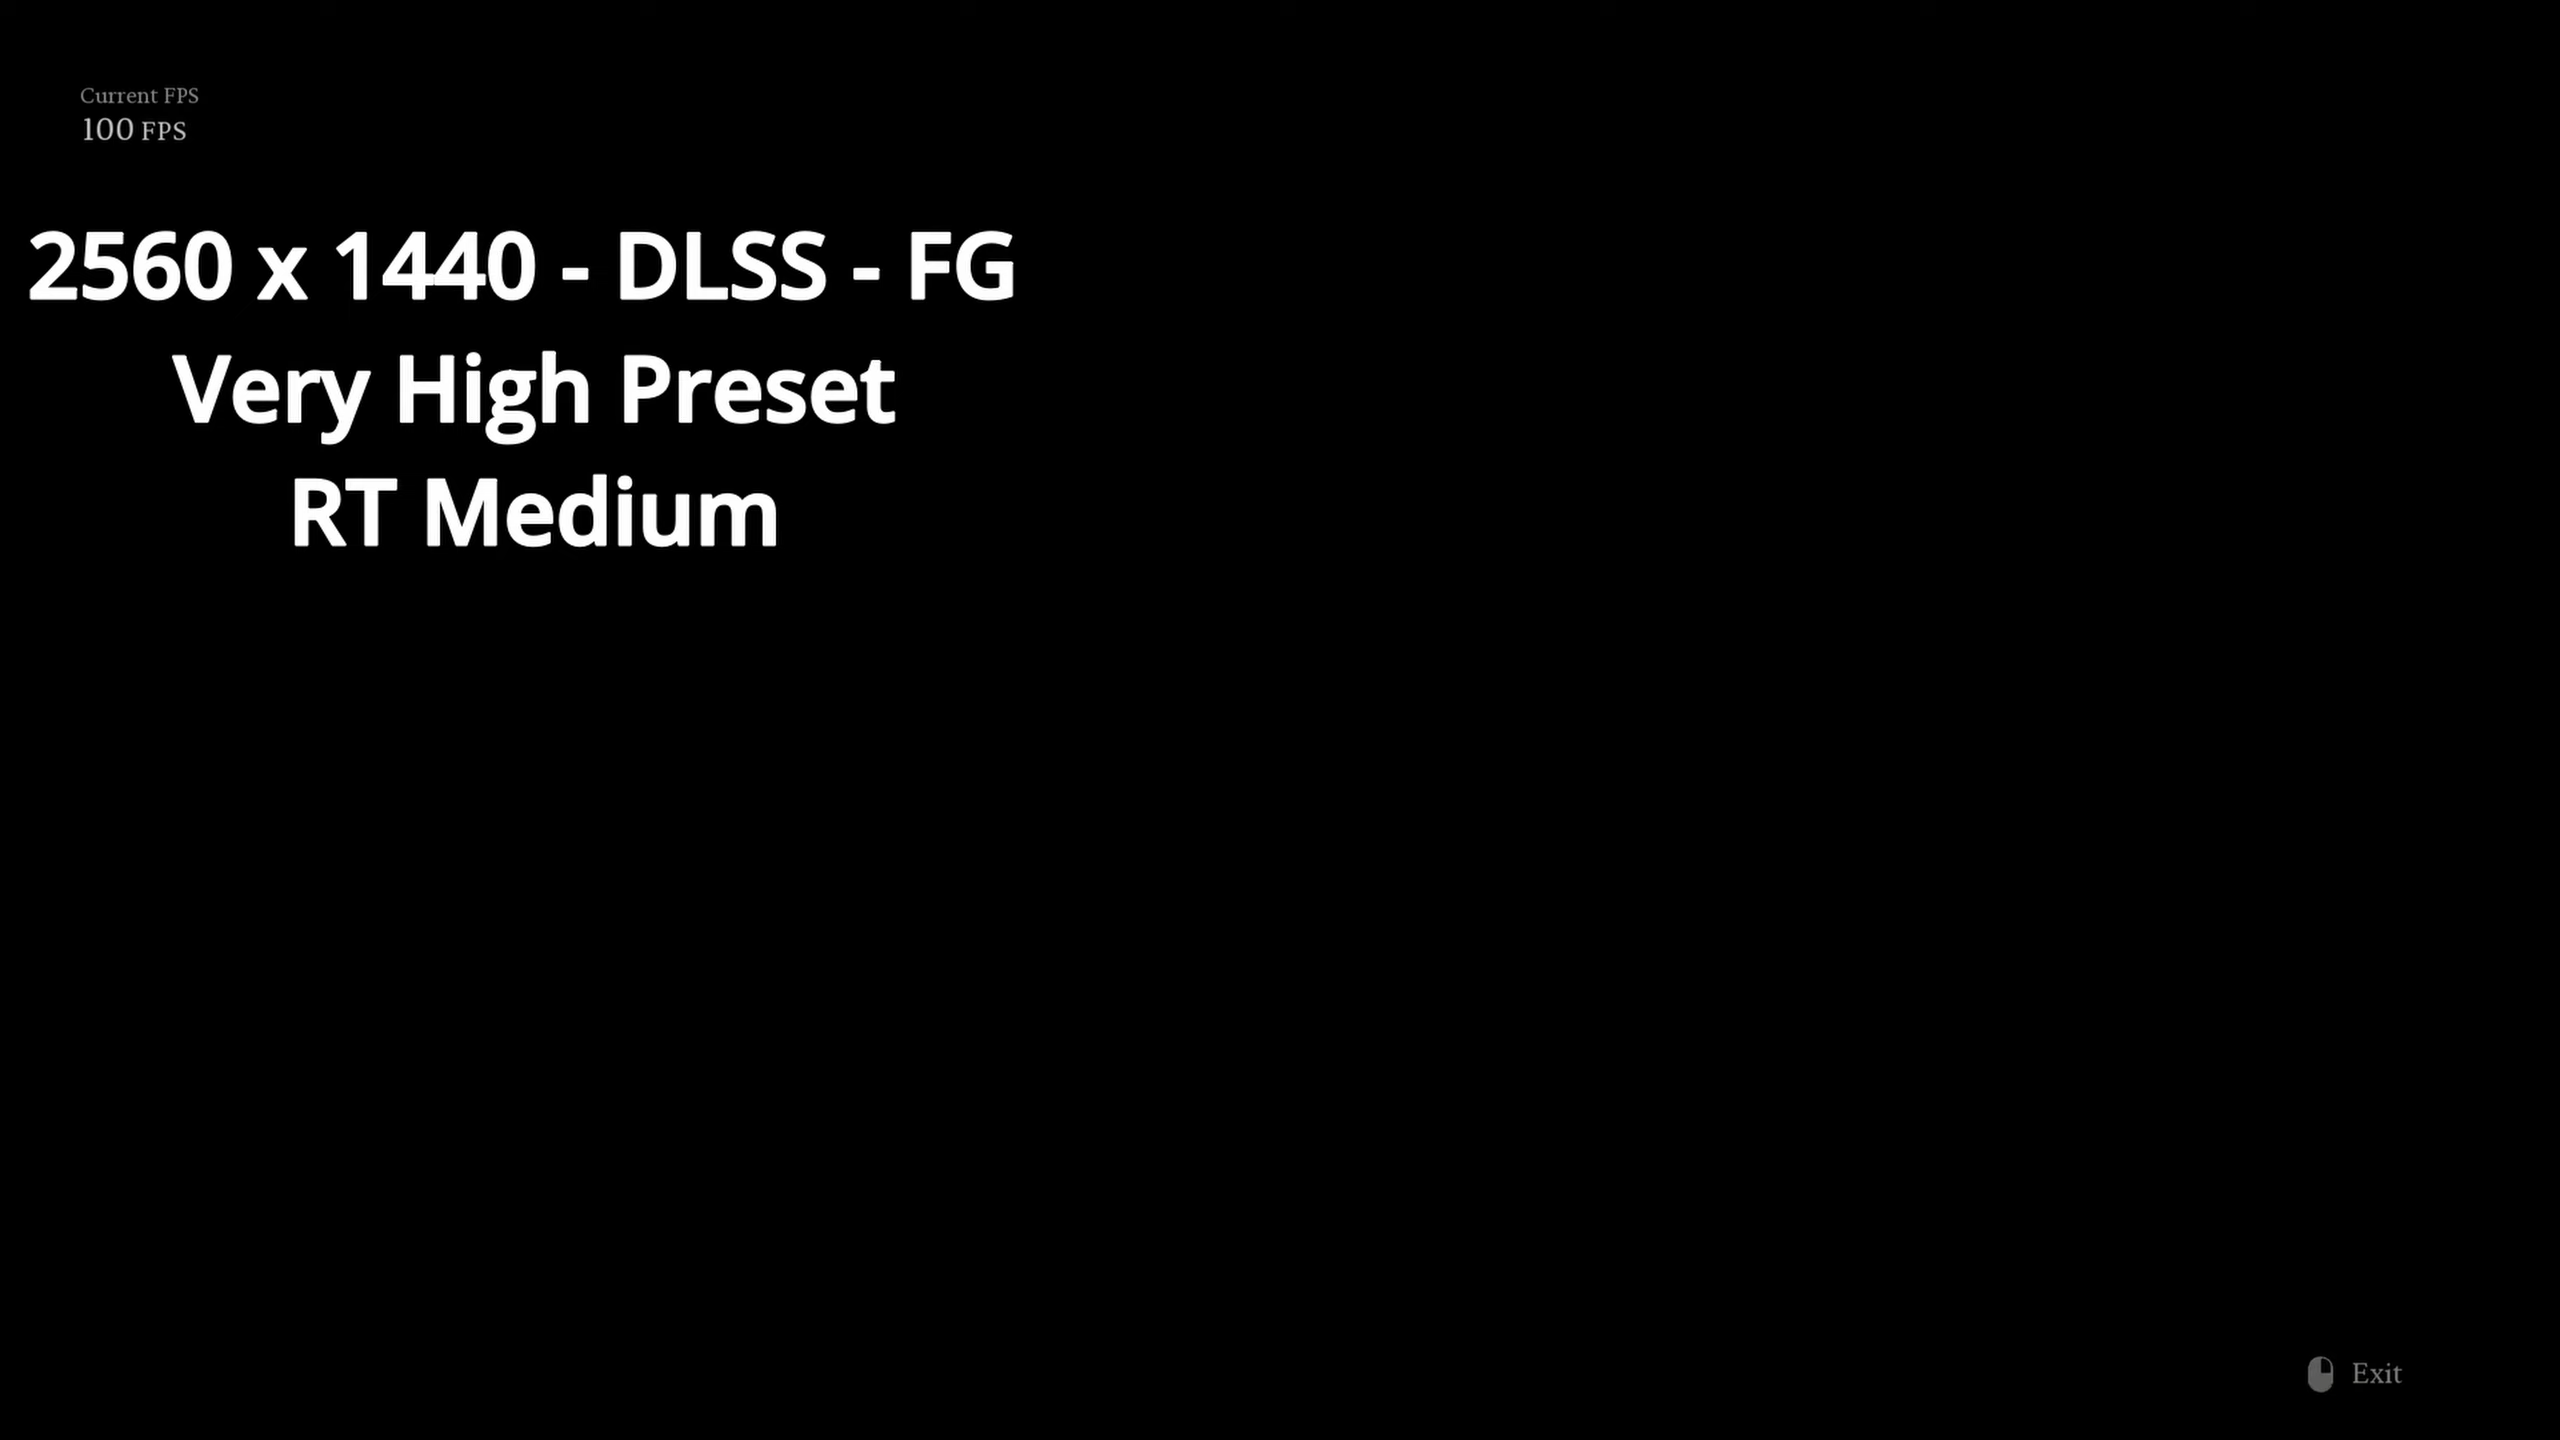 Current FPS
100 FPS
2560 x 1440 - DLSS - FG
Very High Preset
RT Medium
Exit